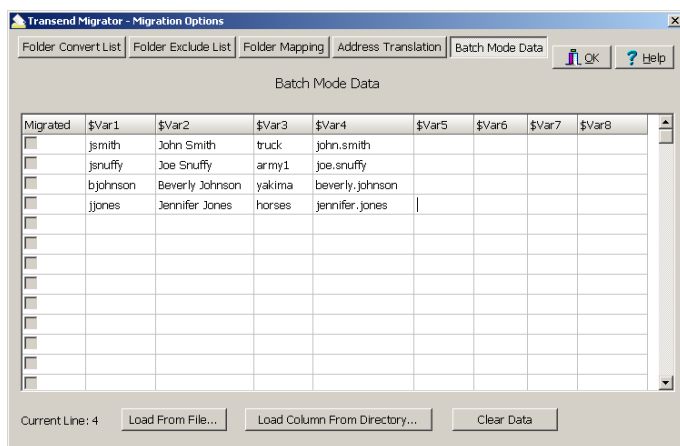 Transend Migrator - Migration Options
Folder Convert List Folder Exclude List Folder Mapping Address Translation Batch Mode Data OK ? Help
Batch Mode Data
Migrated $Var1 $Var2 $Var3 $Var4 $Var5 $Var6 $Var7 $Var8
jsmith John Smith truck john.smith
jsnuffy Joe Snuffy army1 joe.snuffy
bjohnson Beverly Johnson yakima beverly.johnson
jjones Jennifer Jones horses jennifer.jones
Current Line: 4 Load From File... Load Column From Directory... Clear Data